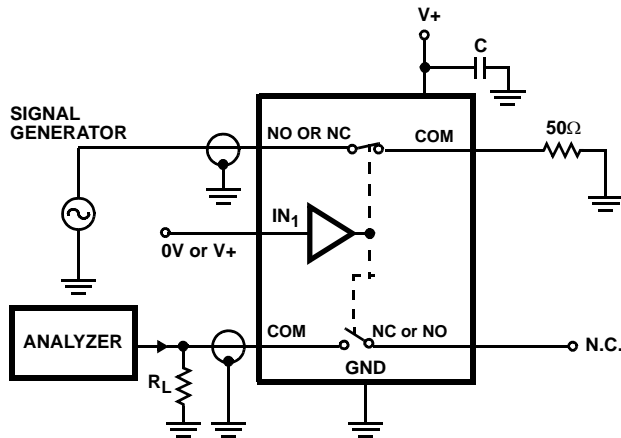 V+
C
SIGNAL
GENERATOR
NO OR NC
COM
50Ω
IN1
0V or V+
ANALYZER
COM
NC or NO
N.C.
RL
GND